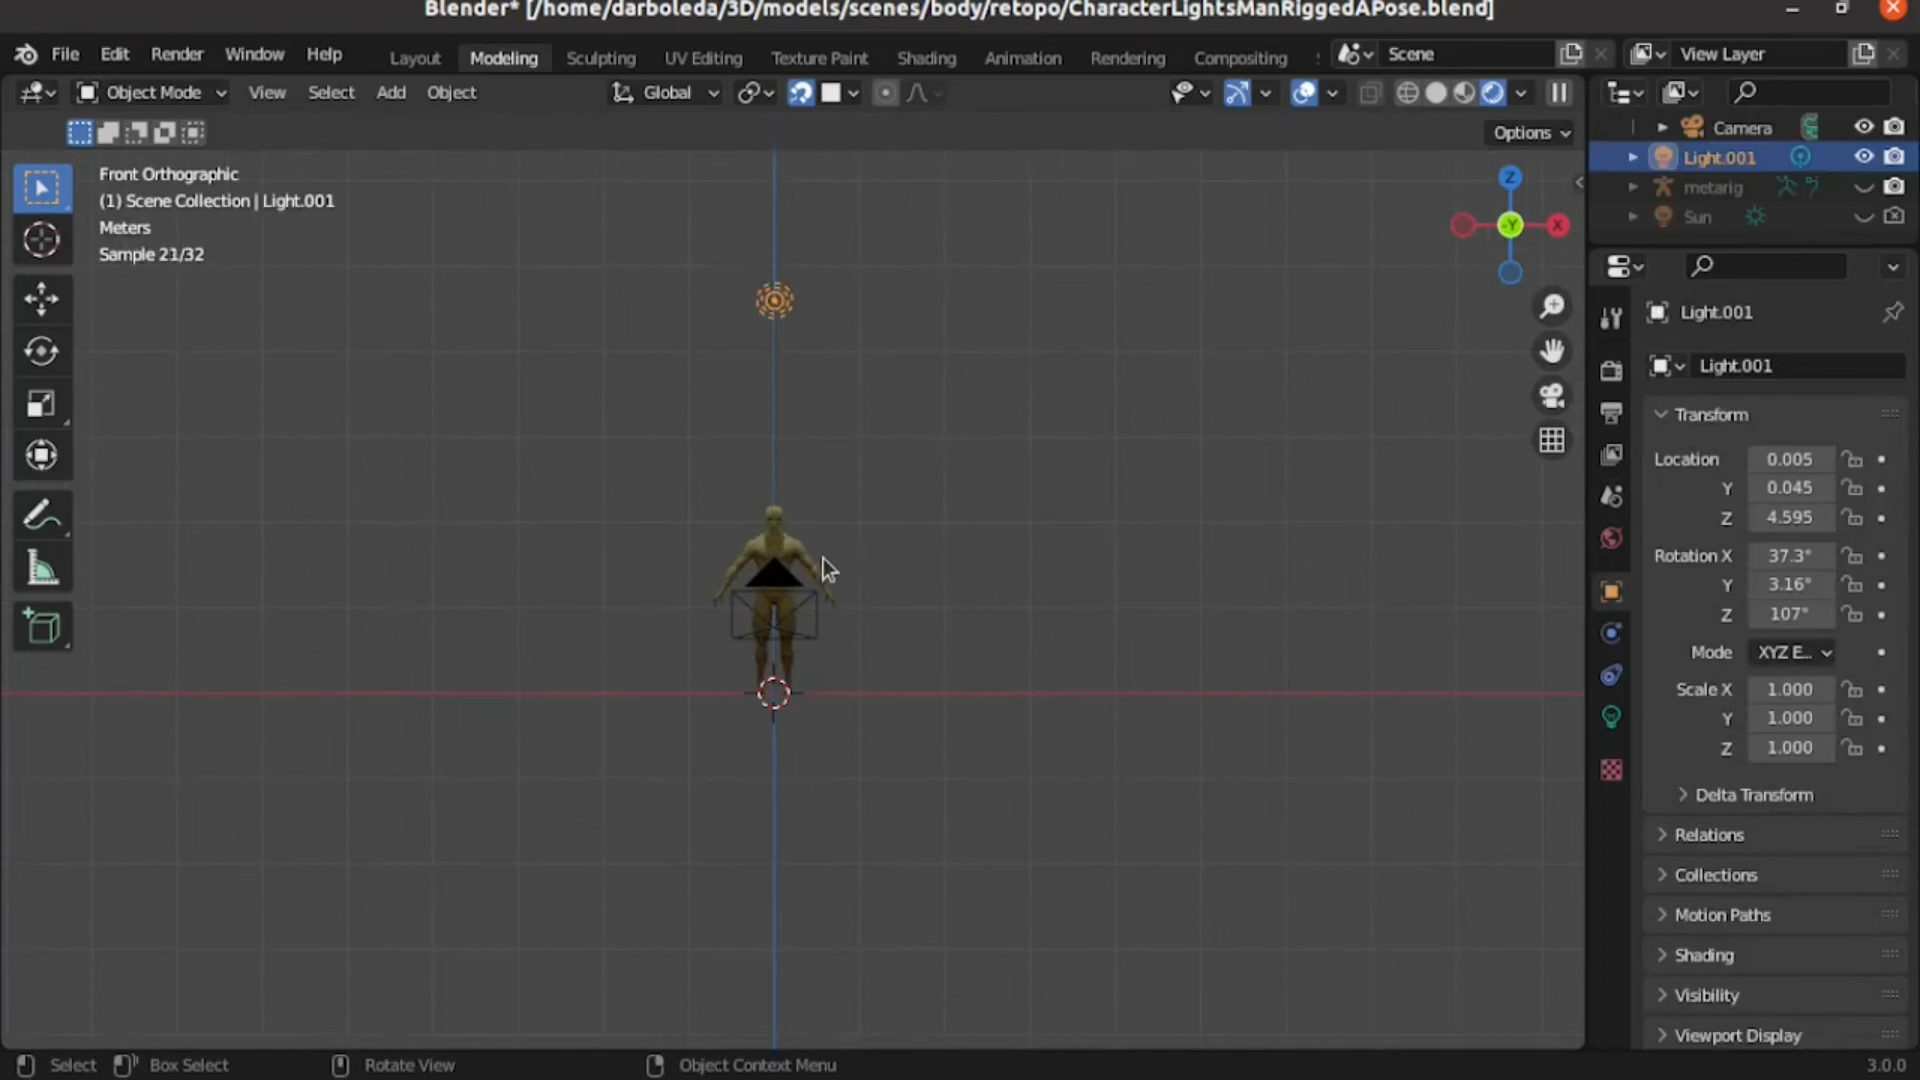 Blender* [/home/darboleda/3D/models/scenes/body/retopo/CharacterLightsManRiggedAPose.blend]
File Edit Render Window Help Layout Modeling Sculpting UV Editing Texture Paint Shading Animation Rendering Compositing Scene View Layer
Object Mode View Select Add Object Global
Options
Camera
Light.001
metarig
Sun
Front Orthographic
(1) Scene Collection | Light.001
Meters
Sample 21/32
Z
-Y X
Light.001
Light.001
Transform
Location 0.005
Y 0.045
Z 4.595
Rotation X 37.3°
Y 3.16°
Z 107°
Mode XYZ E...
Scale X 1.000
Y 1.000
Z 1.000
Delta Transform
Relations
Collections
Motion Paths
Shading
Visibility
Viewport Display
Select Box Select Rotate View Object Context Menu 3.0.0